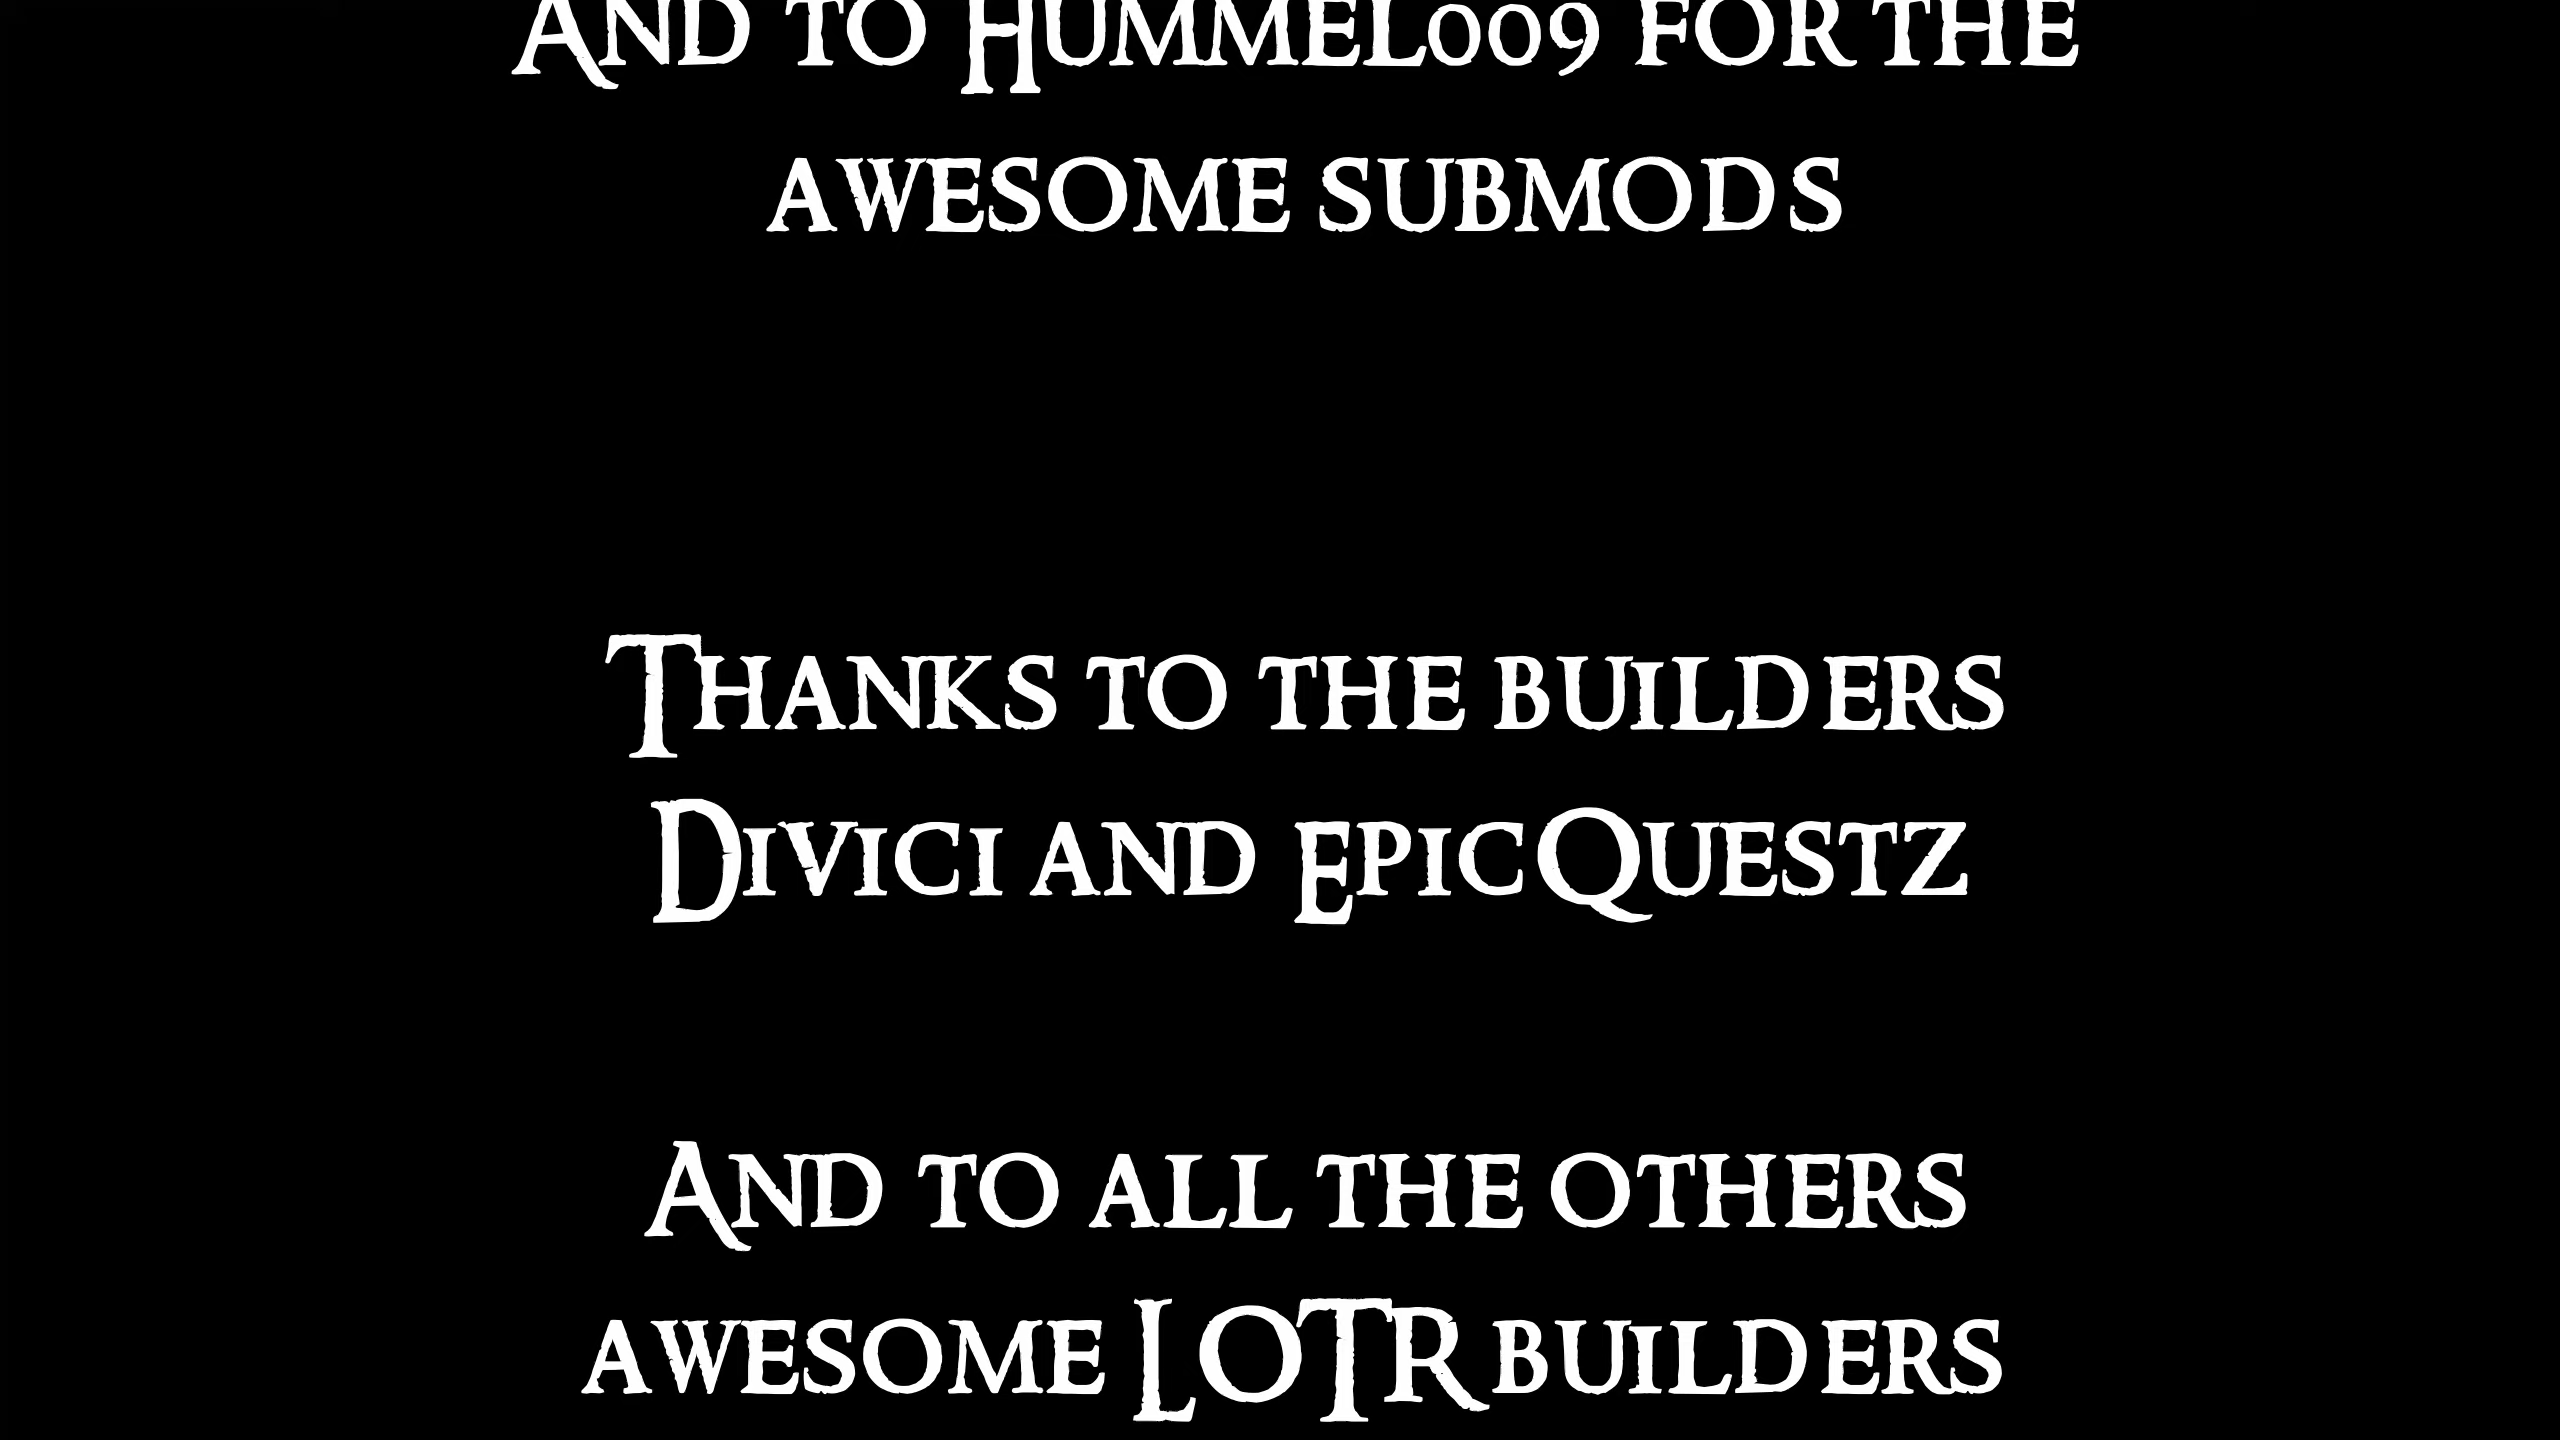 And to Hummel009 for the
awesome submods
Thanks to the builders
Divici and EpicQuestz
And to all the others
awesome LOTR builders